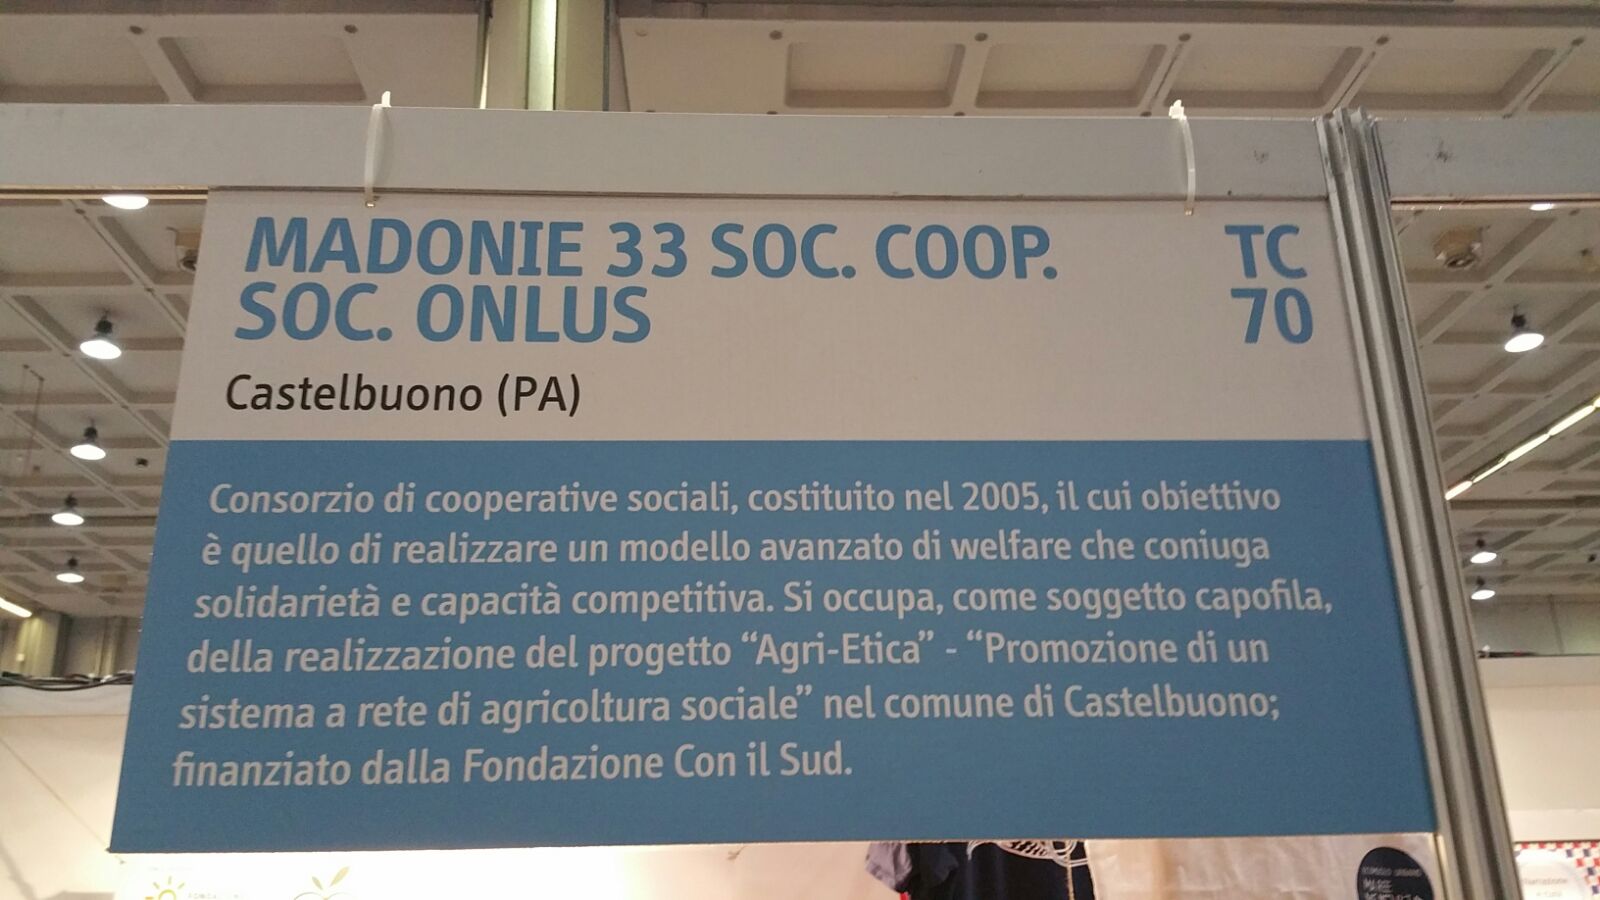 MADONIE 33 SOC. COOP.
SOC. ONLUS
TC
70
Castelbuono (PA)
Consorzio di cooperative sociali, costituito nel 2005, il cui obiettivo
è quello di realizzare un modello avanzato di welfare che coniuga
solidarietà e capacità competitiva. Si occupa, come soggetto capofila,
della realizzazione del progetto “Agri-Etica” - “Promozione di un
sistema a rete di agricoltura sociale” nel comune di Castelbuono;
finanziato dalla Fondazione Con il Sud.